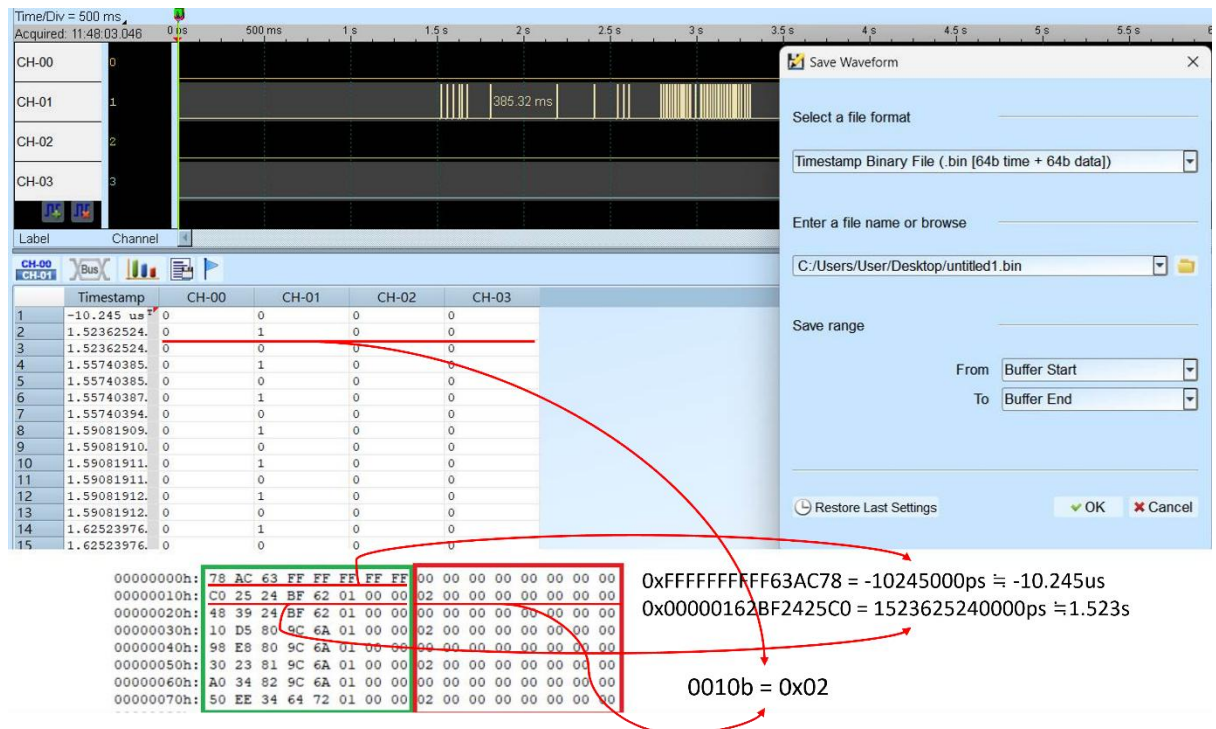 Time/Div = 500 ms
Acquired: 11:48:03.046 0 ps 500 ms 1 s 1.5 s 2 s 2.5 s 3 s 3.5 s 4 s 4.5 s 5 s 5.5 s
CH-00 0
CH-01 1 385.32 ms
CH-02 2
CH-03 3
Label Channel
CH-00
CH-01 Bus
Timestamp CH-00 CH-01 CH-02 CH-03
1 -10.245 us 0 0 0 0
2 1.52362524. 0 1 0 0
3 1.52362524. 0 0 0 0
4 1.55740385. 0 1 0 0
5 1.55740385. 0 0 0 0
6 1.55740387. 0 1 0 0
7 1.55740394. 0 0 0 0
8 1.59081909. 0 1 0 0
9 1.59081910. 0 0 0 0
10 1.59081911. 0 1 0 0
11 1.59081911. 0 0 0 0
12 1.59081912. 0 1 0 0
13 1.59081912. 0 0 0 0
14 1.62523976. 0 1 0 0
15 1.62523976. 0 0 0 0
Save Waveform
Select a file format
Timestamp Binary File (.bin [64b time + 64b data])
Enter a file name or browse
C:/Users/User/Desktop/untitled1.bin
Save range
From Buffer Start
To Buffer End
Restore Last Settings OK Cancel
00000000h: 78 AC 63 FF FF FF FF FF 00 00 00 00 00 00 00 00
00000010h: C0 25 24 BF 62 01 00 00 02 00 00 00 00 00 00 00
00000020h: 48 39 24 BF 62 01 00 00 00 00 00 00 00 00 00 00
00000030h: 10 D5 80 9C 6A 01 00 00 02 00 00 00 00 00 00 00
00000040h: 98 E8 80 9C 6A 01 00 00 00 00 00 00 00 00 00 00
00000050h: 30 23 81 9C 6A 01 00 00 02 00 00 00 00 00 00 00
00000060h: A0 34 82 9C 6A 01 00 00 00 00 00 00 00 00 00 00
00000070h: 50 EE 34 64 72 01 00 00 02 00 00 00 00 00 00 00
0xFFFFFFFFFF63AC78 = -10245000ps ≒ -10.245us
0x00000162BF2425C0 = 1523625240000ps ≒1.523s
0010b = 0x02